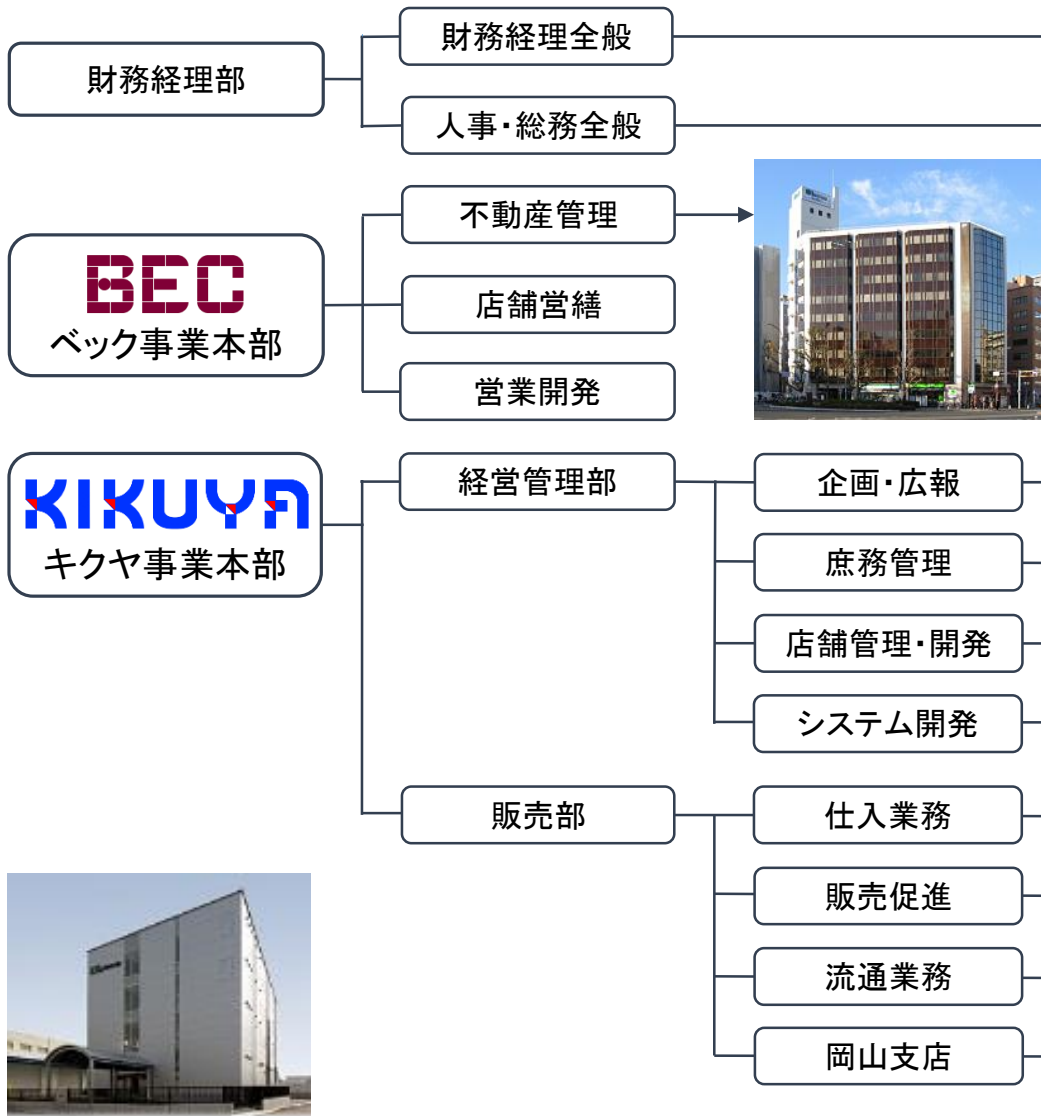 財務経理部
財務経理全般
人事・総務全般
BEC
ベック事業本部
不動産管理
店舗営繕
営業開発
KIKUYA
キクヤ事業本部
経営管理部
企画・広報
庶務管理
店舗管理・開発
システム開発
販売部
仕入業務
販売促進
流通業務
岡山支店